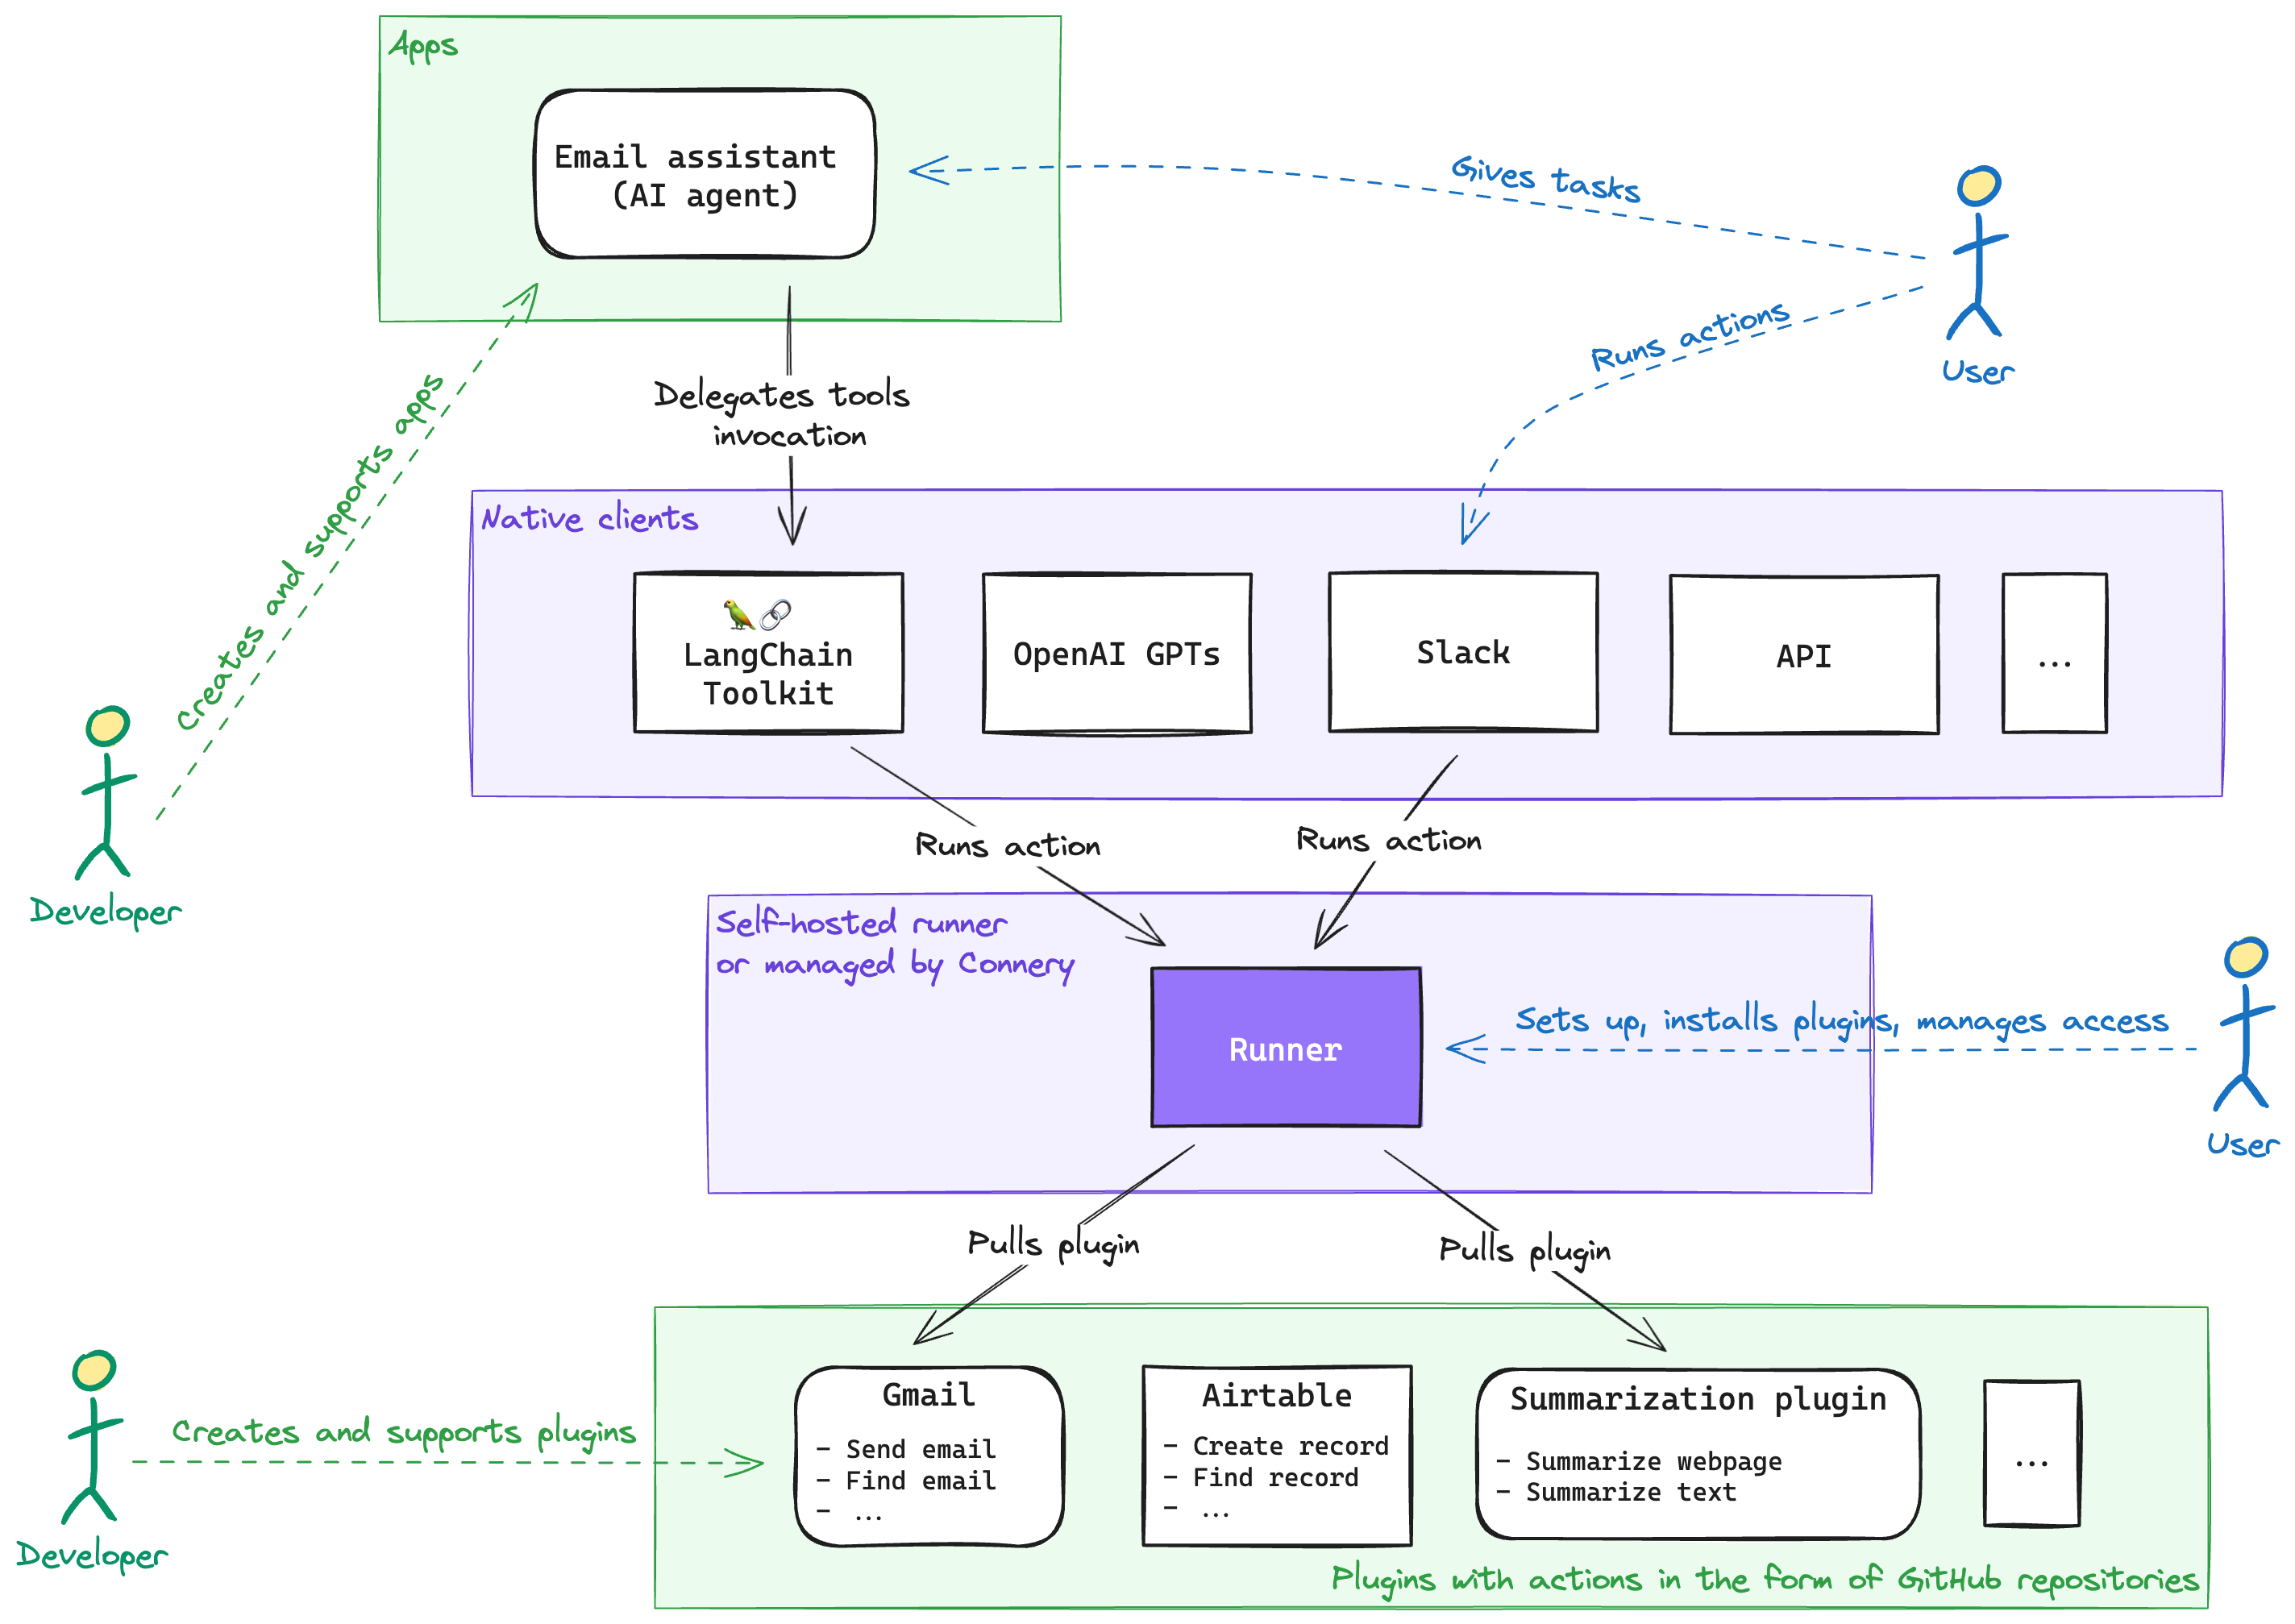 Apps
Email assistant
(AI agent)
Gives tasks
Runs actions
User
Delegates tools
invocation
Creates and supports apps
Native clients
LangChain
Toolkit
OpenAI GPTs
Slack
API
...
Developer
Runs action
Runs action
Self-hosted runner
or managed by Connery
Runner
Sets up, installs plugins, manages access
User
Pulls plugin
Pulls plugin
Creates and supports plugins
Developer
Gmail
- Send email
- Find email
- ...
Airtable
- Create record
- Find record
- ...
Summarization plugin
- Summarize webpage
- Summarize text
...
Plugins with actions in the form of GitHub repositories